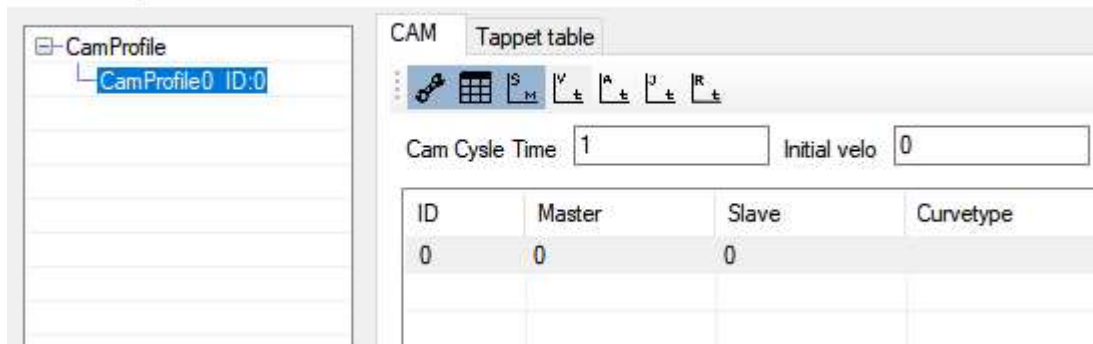 CamProfile
CamProfile0 ID:0
CAM Tappet table
S M V t A t J t R t
Cam Cysle Time 1 Initial velo 0
ID Master Slave Curvetype
0 0 0